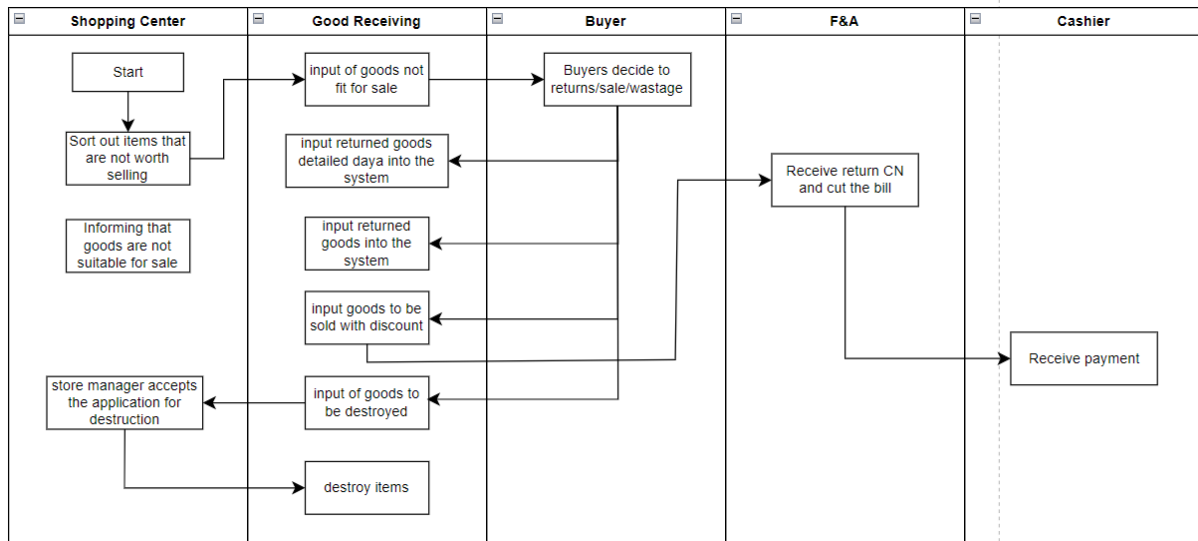 Shopping Center
Good Receiving
Buyer
F&A
Cashier
Start
input of goods not
fit for sale
Buyers decide to
returns/sale/wastage
Sort out items that
are not worth
selling
input returned goods
detailed daya into the
system
Receive return CN
and cut the bill
Informing that
goods are not
suitable for sale
input returned
goods into the
system
input goods to be
sold with discount
Receive payment
store manager accepts
the application for
destruction
input of goods to
be destroyed
destroy items